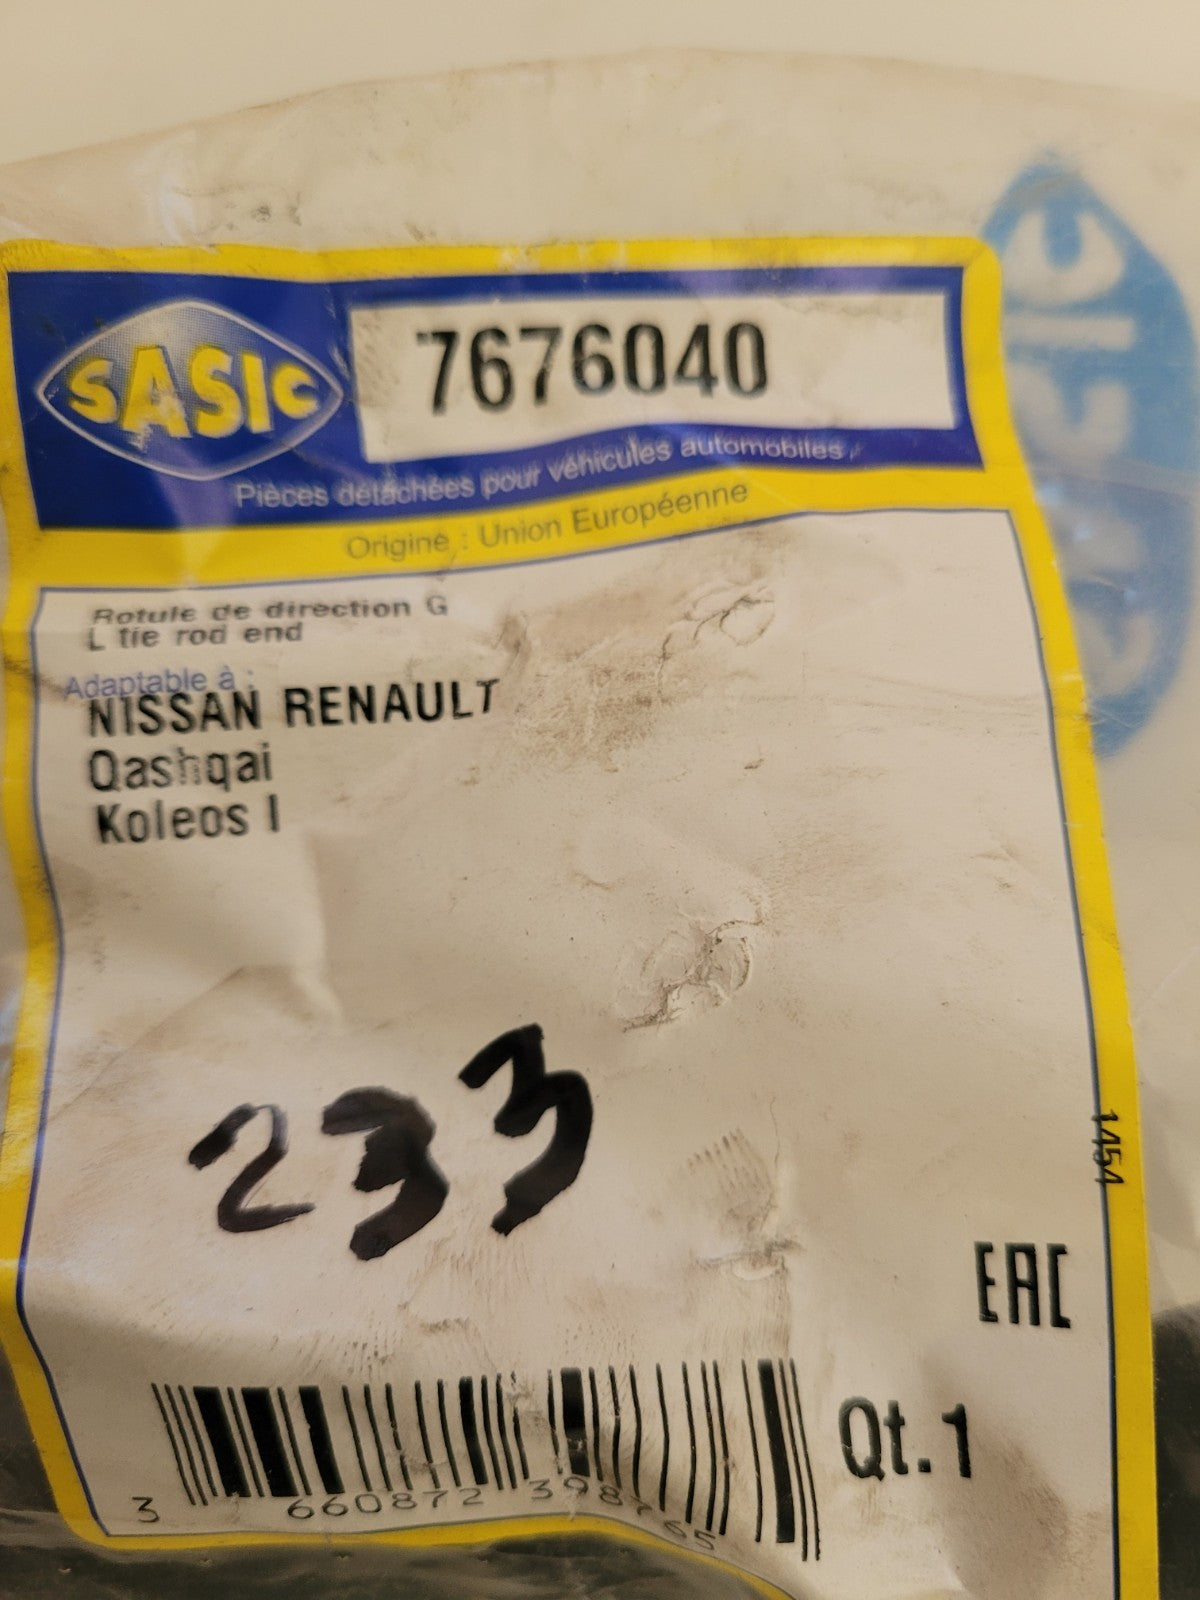 SASIC
7676040
Pièces détachées pour véhicules automobiles
Origine : Union Européenne
Rotule de direction G
L tie rod end
Adaptable à :
NISSAN RENAULT
Qashqai
Koleos I
233
1454
EAC
Qt.1
3 660872 398765
SASIC